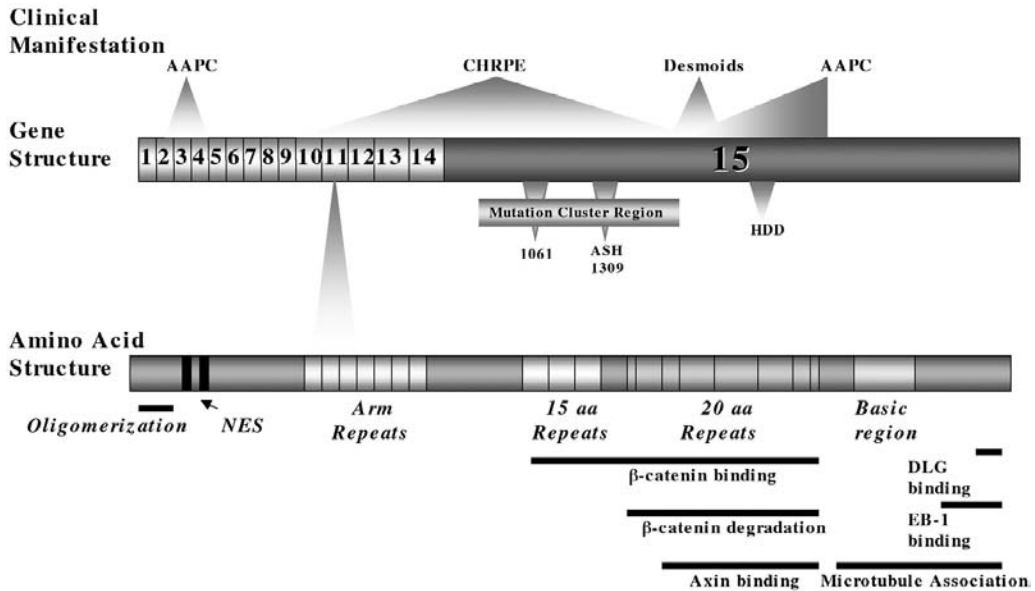 Clinical
Manifestation
AAPC
CHRPE
Desmoids
AAPC
Gene
Structure
1 2 3 4 5 6 7 8 9 10 11 12 13 14 15
Mutation Cluster Region
1061
ASH
1309
HDD
Amino Acid
Structure
Oligomerization
NES
Arm
Repeats
15 aa
Repeats
20 aa
Repeats
Basic
region
β-catenin binding
DLG
binding
β-catenin degradation
EB-1
binding
Axin binding
Microtubule Association